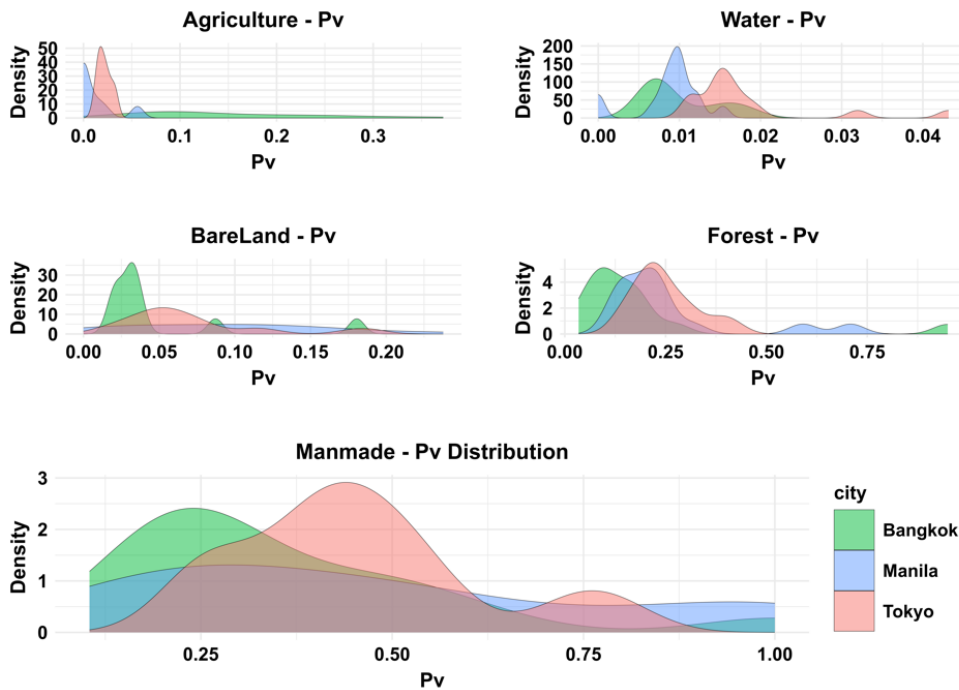 Agriculture - Pv
Density
50
40
30
20
10
0
0.0
0.1
0.2
0.3
Pv
Water - Pv
Density
200
150
100
50
0
0.00
0.01
0.02
0.03
0.04
Pv
BareLand - Pv
Density
30
20
10
0
0.00
0.05
0.10
0.15
0.20
Pv
Forest - Pv
Density
4
2
0
0.00
0.25
0.50
0.75
Pv
Manmade - Pv Distribution
Density
3
2
1
0
0.25
0.50
0.75
1.00
Pv
city
Bangkok
Manila
Tokyo